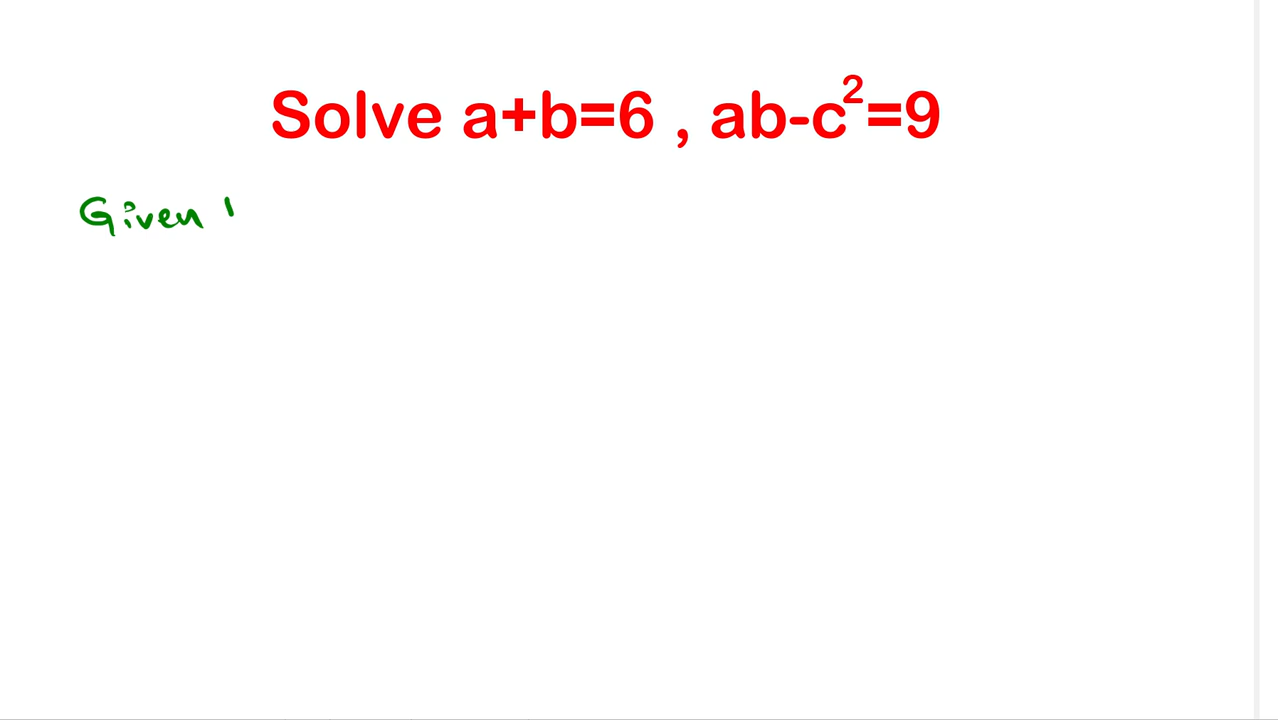 Solve a+b=6 , ab-c²=9
Given